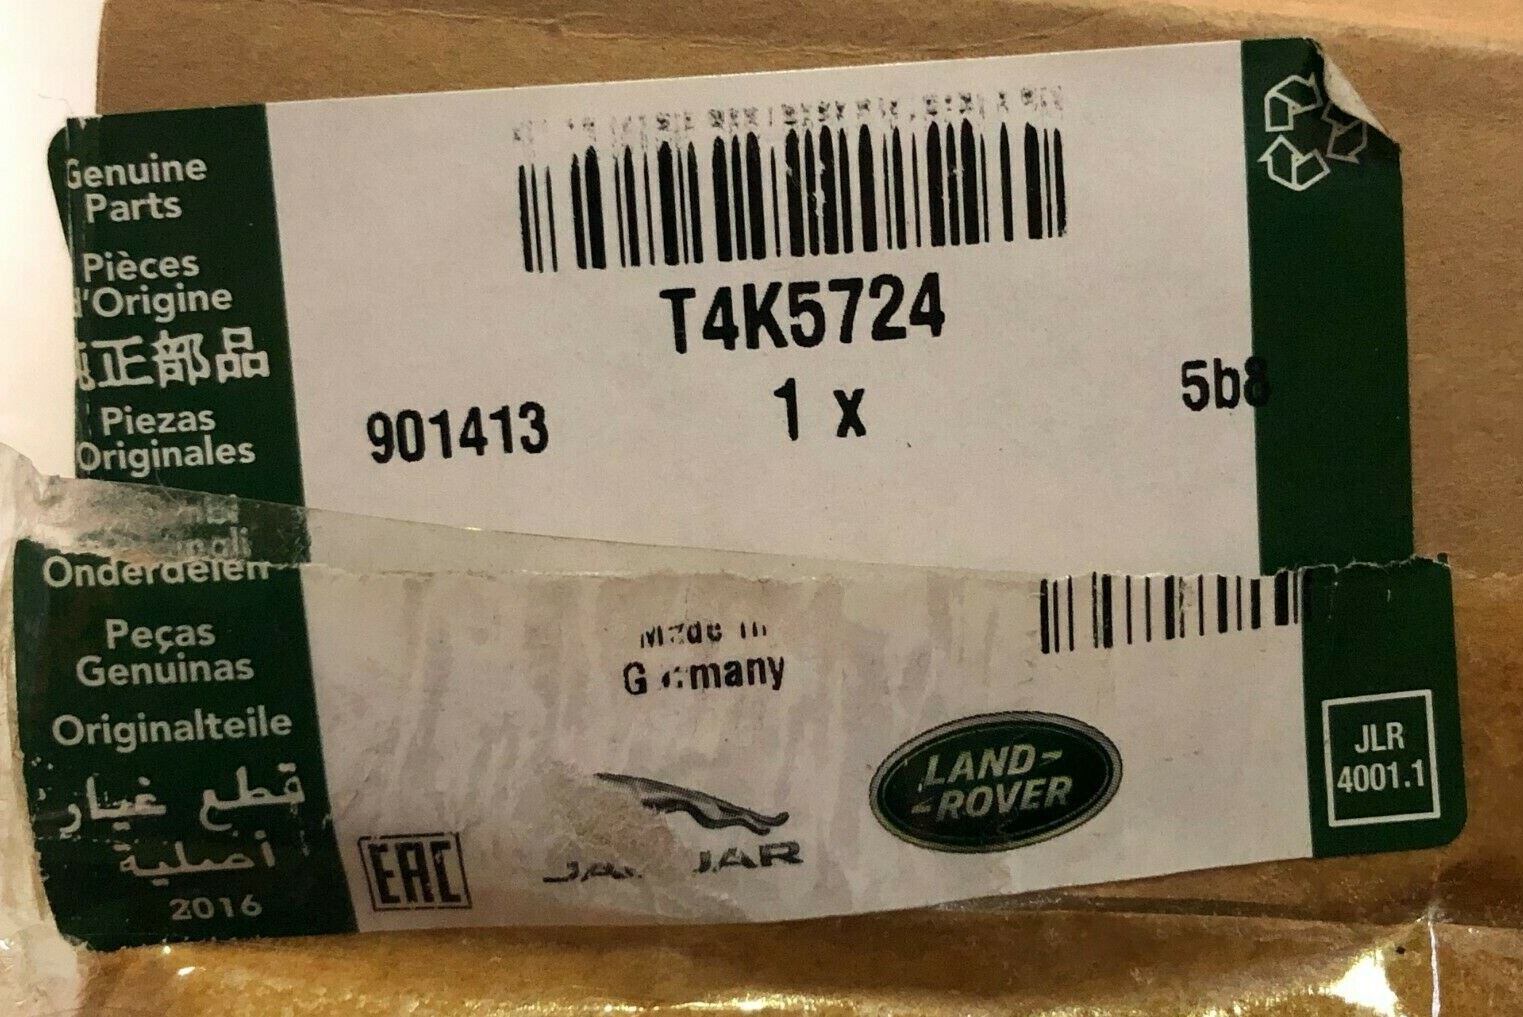 Genuine
Parts
Pièces
d'Origine
正部品
Piezas
Originales
Onderdelen
Peças
Genuinas
Originalteile
قطع غيار
أصلية
2016
T4K5724
901413
1 x
5b8
Made in
Germany
EAC
JAGUAR
LAND-
ROVER
JLR
4001.1